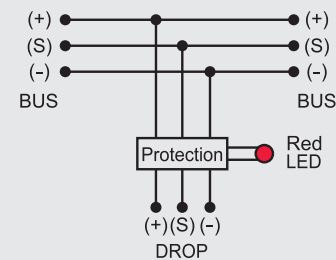 (+) (+)
(S) (S)
(-) (-)
BUS BUS
Protection
Red
LED
(+) (S) (-)
DROP